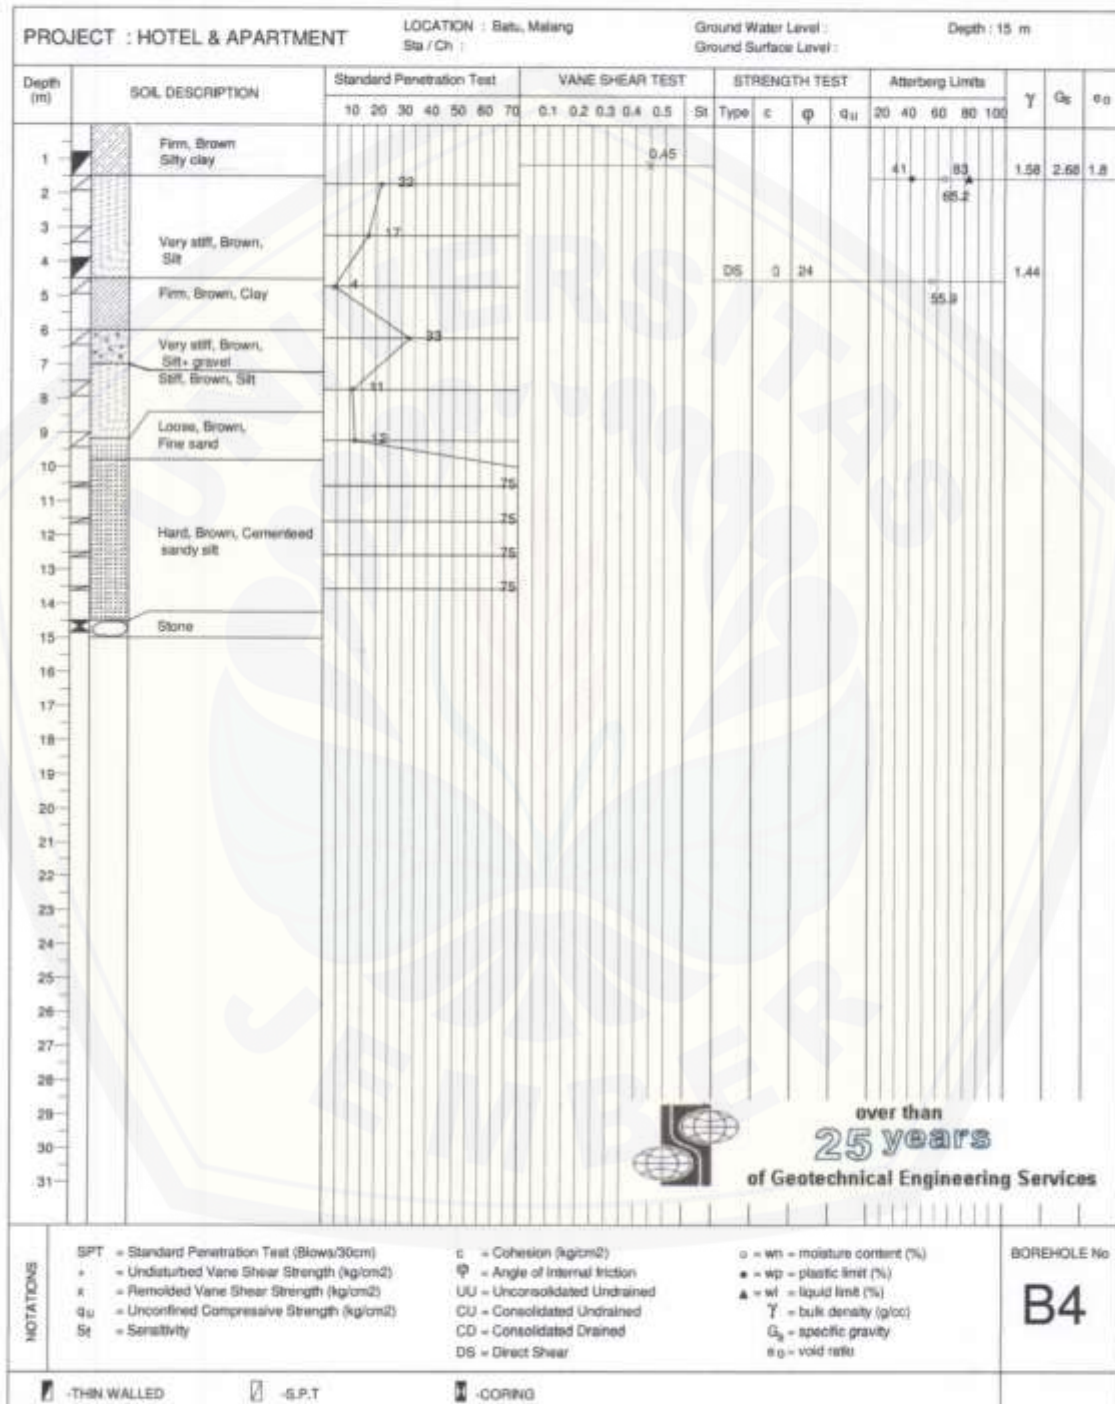 PROJECT : HOTEL & APARTMENT
LOCATION : Batu, Malang
Sta / Ch :
Ground Water Level :
Ground Surface Level :
Depth : 15 m
Depth (m)
SOIL DESCRIPTION
Standard Penetration Test
VANE SHEAR TEST
STRENGTH TEST
Atterberg Limits
γ
Gs
e0
10 20 30 40 50 60 70
0.1 0.2 0.3 0.4 0.5 St
Type c φ qu
20 40 60 80 100
1
2
3
4
5
6
7
8
9
10
11
12
13
14
15
16
17
18
19
20
21
22
23
24
25
26
27
28
29
30
31
Firm, Brown
Silty clay
Very stiff, Brown,
Silt
Firm, Brown, Clay
Very stiff, Brown,
Silt+ gravel
Stiff, Brown, Silt
Loose, Brown,
Fine sand
Hard, Brown, Cementeed
sandy silt
Stone
22
17
4
33
11
12
75
75
75
75
0.45
DS 0 24
41 83
65.2
55.9
1.58 2.68 1.8
1.44
UNIVERSITAS
JEMBER
over than
25 years
of Geotechnical Engineering Services
NOTATIONS
SPT = Standard Penetration Test (Blows/30cm)
= Undisturbed Vane Shear Strength (kg/cm2)
x = Remolded Vane Shear Strength (kg/cm2)
qu = Unconfined Compressive Strength (kg/cm2)
St = Sensitivity
c = Cohesion (kg/cm2)
φ = Angle of Internal friction
UU = Unconsolidated Undrained
CU = Consolidated Undrained
CD = Consolidated Drained
DS = Direct Shear
o = wn = moisture content (%)
● = wp = plastic limit (%)
▲ = wl = liquid limit (%)
γ = bulk density (g/cc)
Gs = specific gravity
e0 = void ratio
BOREHOLE No
B4
-THIN WALLED
-S.P.T
-CORING